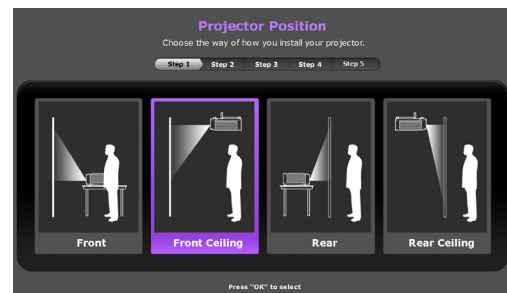 Projector Position
Choose the way of how you install your projector.
Step 1 Step 2 Step 3 Step 4 Step 5
Front Front Ceiling Rear Rear Ceiling
Press "OK" to select